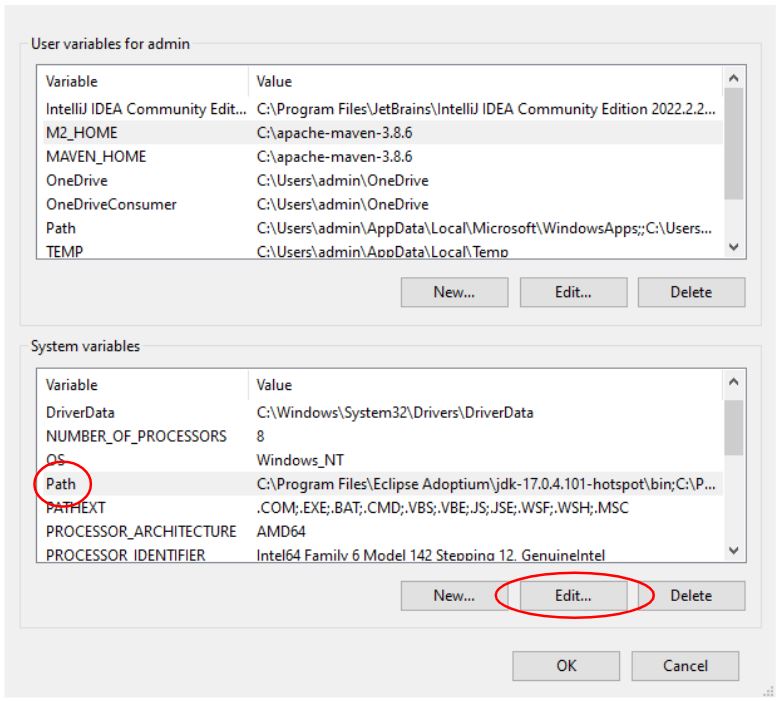 User variables for admin
Variable Value
IntelliJ IDEA Community Edit... C:\Program Files\JetBrains\IntelliJ IDEA Community Edition 2022.2.2...
M2_HOME C:\apache-maven-3.8.6
MAVEN_HOME C:\apache-maven-3.8.6
OneDrive C:\Users\admin\OneDrive
OneDriveConsumer C:\Users\admin\OneDrive
Path C:\Users\admin\AppData\Local\Microsoft\WindowsApps;;C:\Users...
TEMP C:\Users\admin\AppData\Local\Temp
New... Edit... Delete
System variables
Variable Value
DriverData C:\Windows\System32\Drivers\DriverData
NUMBER_OF_PROCESSORS 8
OS Windows_NT
Path C:\Program Files\Eclipse Adoptium\jdk-17.0.4.101-hotspot\bin;C:\P...
PATHEXT .COM;.EXE;.BAT;.CMD;.VBS;.VBE;.JS;.JSE;.WSF;.WSH;.MSC
PROCESSOR_ARCHITECTURE AMD64
PROCESSOR_IDENTIFIER Intel64 Family 6 Model 142 Stepping 12, GenuineIntel
New... Edit... Delete
OK Cancel